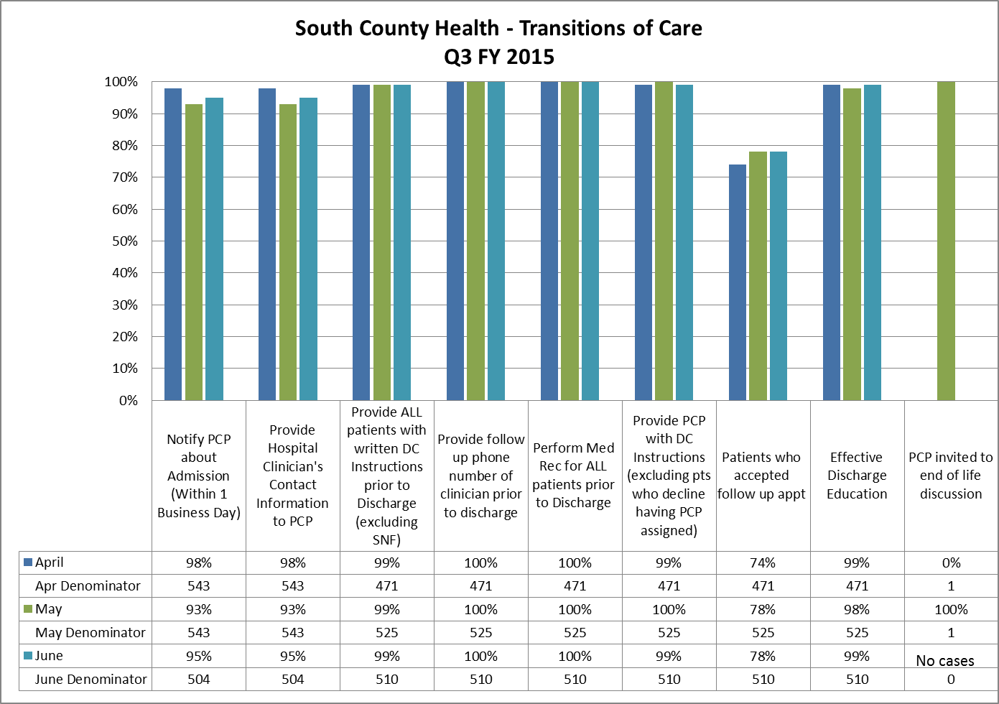 South County Health - Transitions of Care
Q3 FY 2015
100%
90%
80%
70%
60%
50%
40%
30%
20%
10%
0%
Notify PCP
about
Admission
(Within 1
Business Day)
Provide
Hospital
Clinician's
Contact
Information
to PCP
Provide ALL
patients with
written DC
Instructions
prior to
Discharge
(excluding
SNF)
Provide follow
up phone
number of
clinician prior
to discharge
Perform Med
Rec for ALL
patients prior
to Discharge
Provide PCP
with DC
Instructions
(excluding pts
who decline
having PCP
assigned)
Patients who
accepted
follow up appt
Effective
Discharge
Education
PCP invited to
end of life
discussion
April 98% 98% 99% 100% 100% 99% 74% 99% 0%
Apr Denominator 543 543 471 471 471 471 471 471 1
May 93% 93% 99% 100% 100% 100% 78% 98% 100%
May Denominator 543 543 525 525 525 525 525 525 1
June 95% 95% 99% 100% 100% 99% 78% 99% No cases
June Denominator 504 504 510 510 510 510 510 510 0